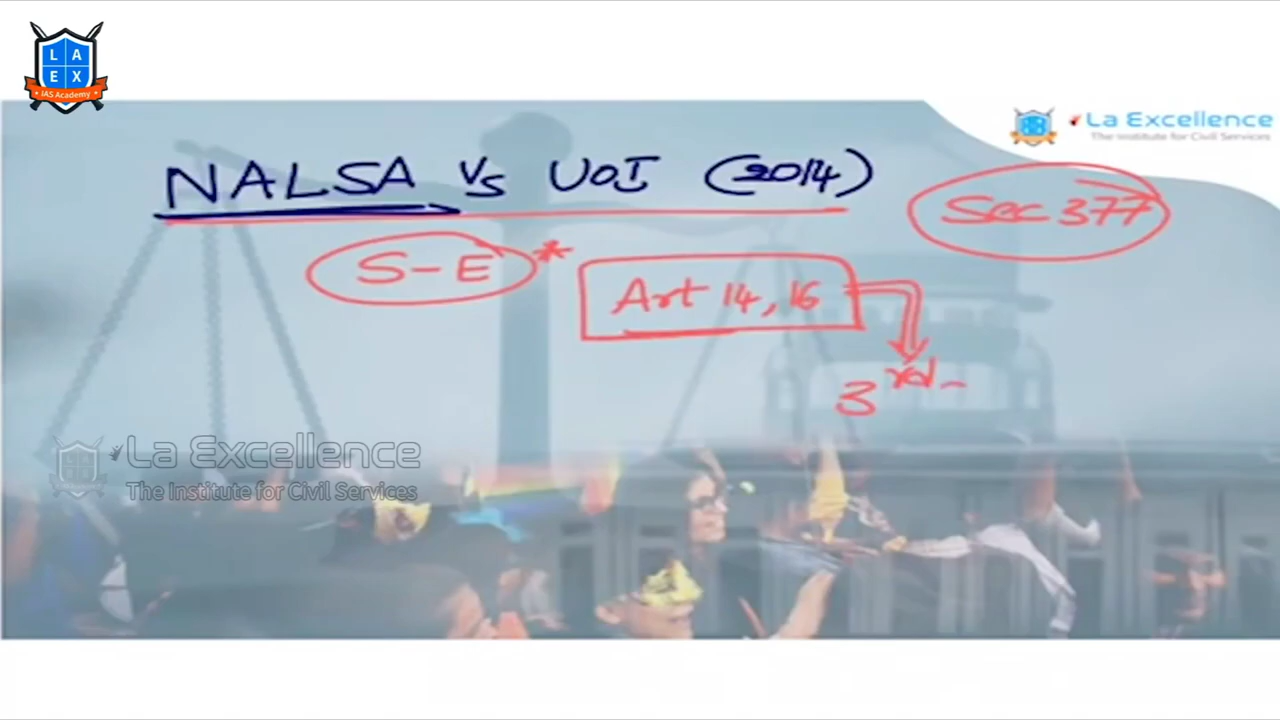 L A
E X
IAS Academy
La Excellence
The Institute for Civil Services
NALSA Vs UOI (2014)
Sec 377
S-E*
Art 14, 16
3rd -
La Excellence
The Institute for Civil Services